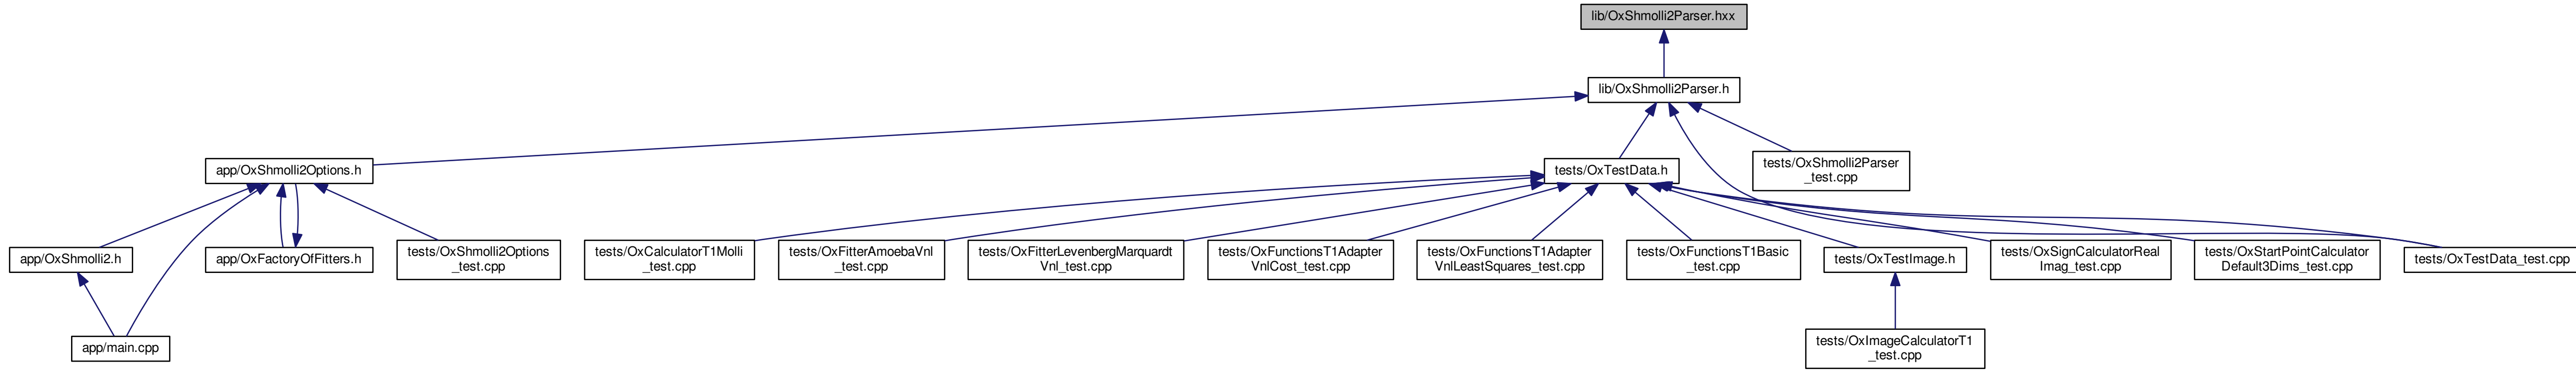 lib/OxShmolli2Parser.hxx
lib/OxShmolli2Parser.h
app/OxShmolli2Options.h
tests/OxTestData.h
tests/OxShmolli2Parser
_test.cpp
app/OxShmolli2.h
app/OxFactoryOfFitters.h
tests/OxShmolli2Options
_test.cpp
tests/OxCalculatorT1Molli
_test.cpp
tests/OxFitterAmoebaVnl
_test.cpp
tests/OxFitterLevenbergMarquardt
Vnl_test.cpp
tests/OxFunctionsT1Adapter
VnlCost_test.cpp
tests/OxFunctionsT1Adapter
VnlLeastSquares_test.cpp
tests/OxFunctionsT1Basic
_test.cpp
tests/OxTestImage.h
tests/OxSignCalculatorReal
Imag_test.cpp
tests/OxStartPointCalculator
Default3Dims_test.cpp
tests/OxTestData_test.cpp
app/main.cpp
tests/OxImageCalculatorT1
_test.cpp